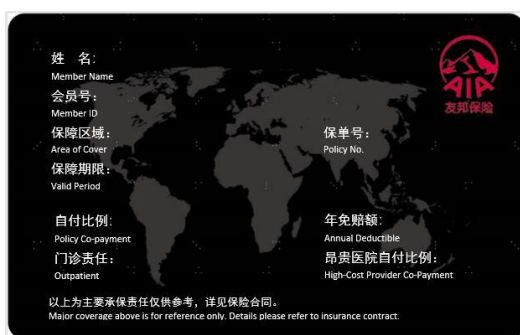 AIA
友邦保险
姓 名:
Member Name
会员号:
Member ID
保障区域:
Area of Cover
保单号:
Policy No.
保障期限:
Valid Period
自付比例:
Policy Co-payment
年免赔额:
Annual Deductible
门诊责任:
Outpatient
昂贵医院自付比例:
High-Cost Provider Co-Payment
以上为主要承保责任仅供参考，详见保险合同。
Major coverage above is for reference only. Details please refer to insurance contract.